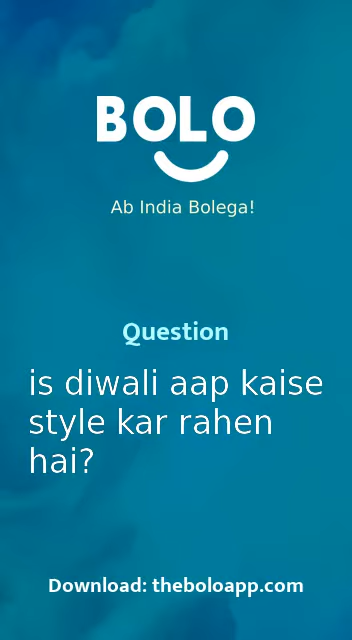 BOLO
Ab India Bolega!
Question
is diwali aap kaise
style kar rahen
hai?
Download: theboloapp.com